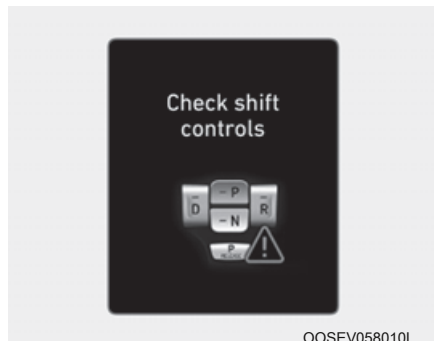 Check shift
controls
- P
D
R
- N
P
OOSEV058010L